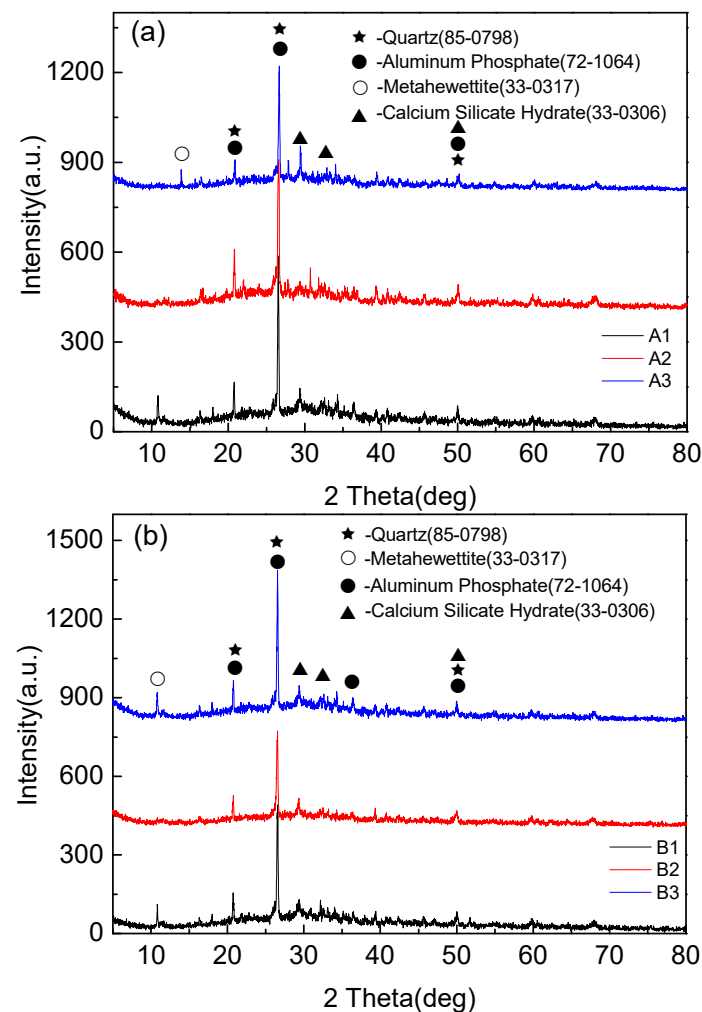 (a)
★ -Quartz(85-0798)
● -Aluminum Phosphate(72-1064)
○ -Metahewettite(33-0317)
▲ -Calcium Silicate Hydrate(33-0306)
1200
900
600
300
0
Intensity(a.u.)
A1
A2
A3
10 20 30 40 50 60 70 80
2 Theta(deg)
(b)
★ -Quartz(85-0798)
○ -Metahewettite(33-0317)
● -Aluminum Phosphate(72-1064)
▲ -Calcium Silicate Hydrate(33-0306)
1500
1200
900
600
300
0
Intensity(a.u.)
B1
B2
B3
10 20 30 40 50 60 70 80
2 Theta(deg)